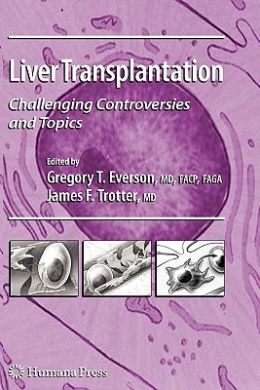 Liver Transplantation
Challenging Controversies
and Topics
Edited by
Gregory T. Everson, MD, FACP, FAGA
James F. Trotter, MD
Humana Press